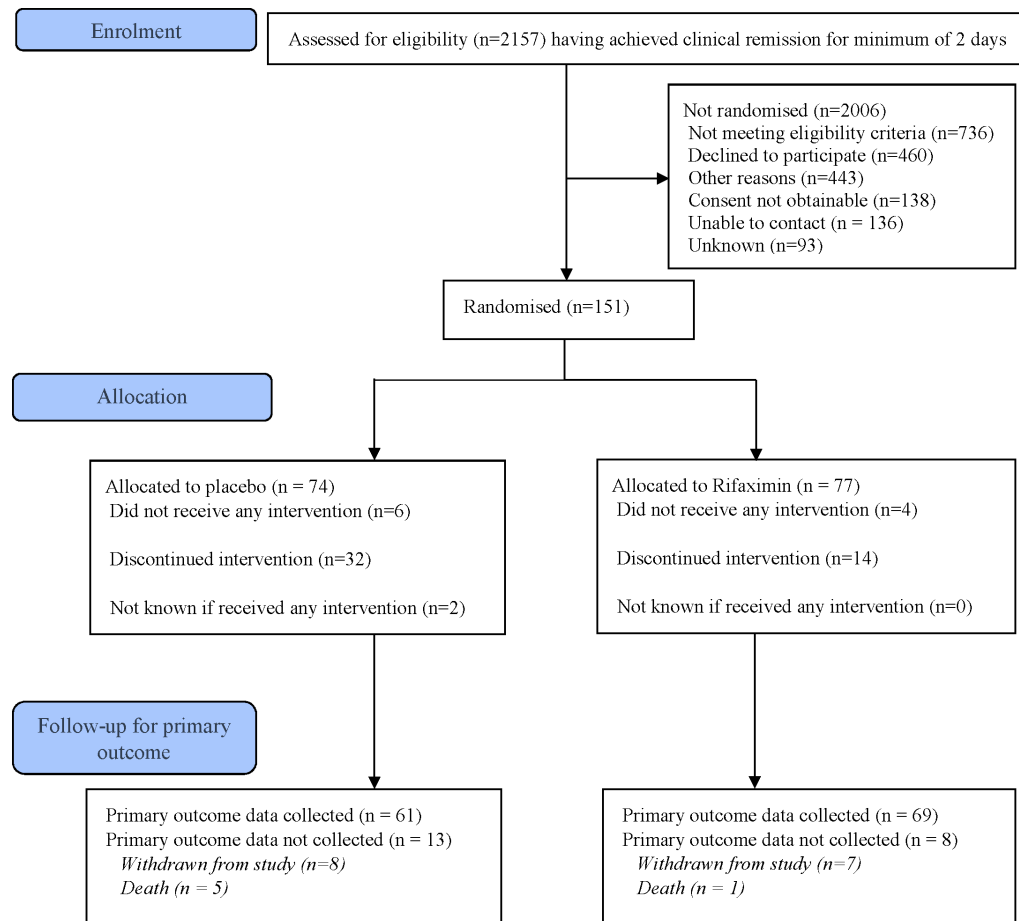 Enrolment
Assessed for eligibility (n=2157) having achieved clinical remission for minimum of 2 days
Not randomised (n=2006)
Not meeting eligibility criteria (n=736)
Declined to participate (n=460)
Other reasons (n=443)
Consent not obtainable (n=138)
Unable to contact (n = 136)
Unknown (n=93)
Randomised (n=151)
Allocation
Allocated to placebo (n = 74)
Did not receive any intervention (n=6)
Discontinued intervention (n=32)
Not known if received any intervention (n=2)
Allocated to Rifaximin (n = 77)
Did not receive any intervention (n=4)
Discontinued intervention (n=14)
Not known if received any intervention (n=0)
Follow-up for primary
outcome
Primary outcome data collected (n = 61)
Primary outcome data not collected (n = 13)
Withdrawn from study (n=8)
Death (n = 5)
Primary outcome data collected (n = 69)
Primary outcome data not collected (n = 8)
Withdrawn from study (n=7)
Death (n = 1)